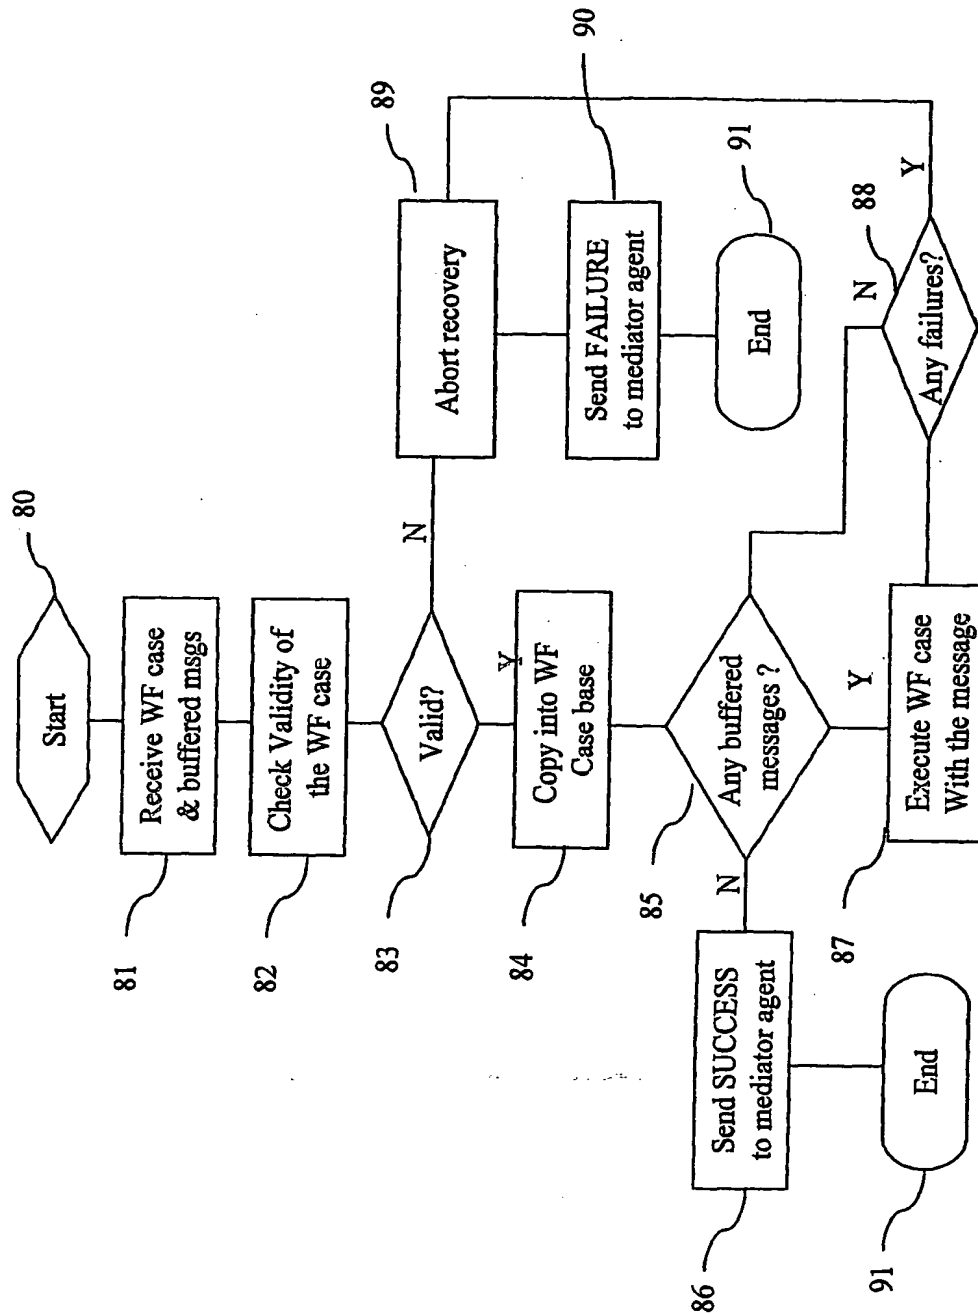 Start
80
Receive WF case
& buffered msgs
81
Check Validity of
the WF case
82
Valid?
83
N
Y
Abort recovery
89
Send FAILURE
to mediator agent
90
End
91
Copy into WF
Case base
84
Any buffered
messages ?
85
N
Y
Send SUCCESS
to mediator agent
86
End
91
Execute WF case
With the message
87
Any failures?
88
N
Y